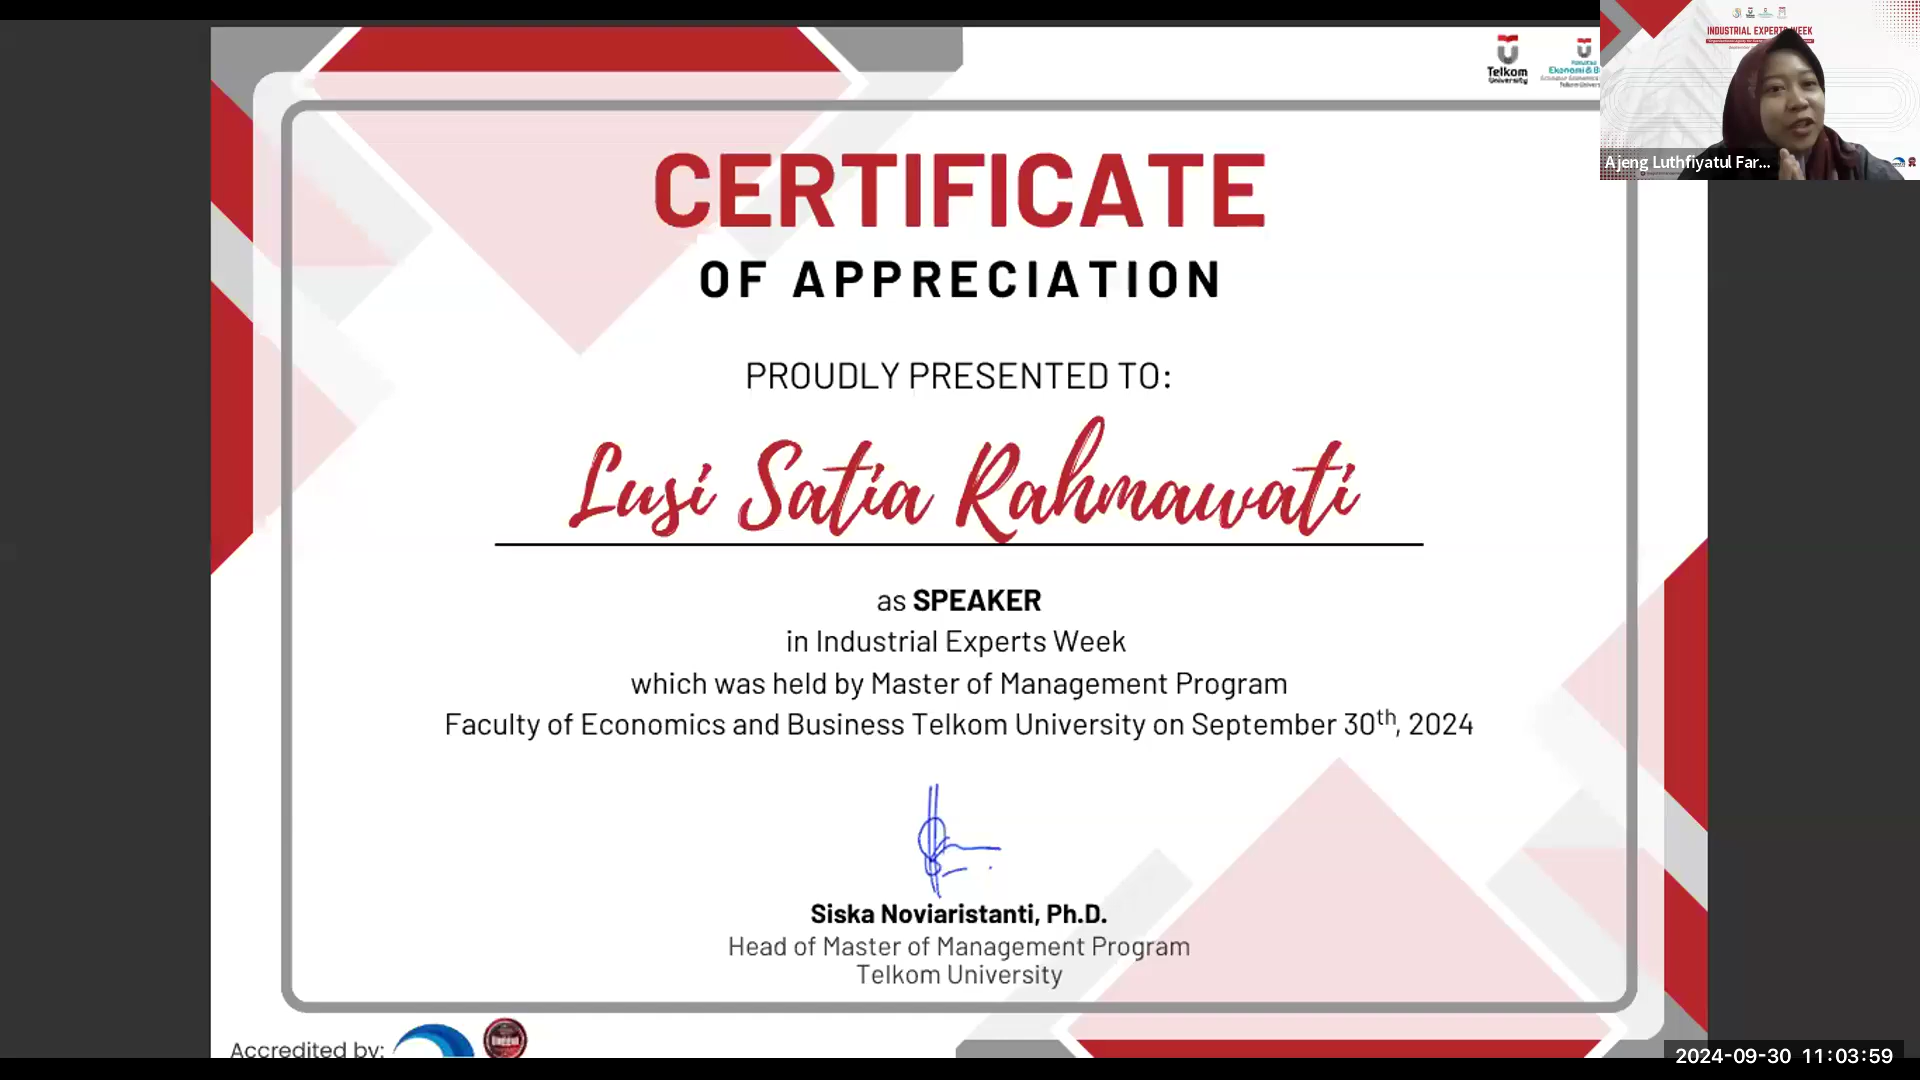 Telkom
University
Fakultas
Ekonomi & B
INDUSTRIAL EXPERTS WEEK
Ajeng Luthfiyatul Far...
CERTIFICATE
OF APPRECIATION
PROUDLY PRESENTED TO:
Lusi Satia Rahmawati
as SPEAKER
in Industrial Experts Week
which was held by Master of Management Program
Faculty of Economics and Business Telkom University on September 30th, 2024
Siska Noviaristanti, Ph.D.
Head of Master of Management Program
Telkom University
Accredited by:
2024-09-30 11:03:59